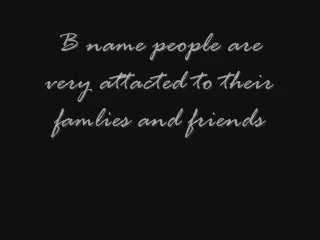 B name people are
very attacted to their
famlies and friends